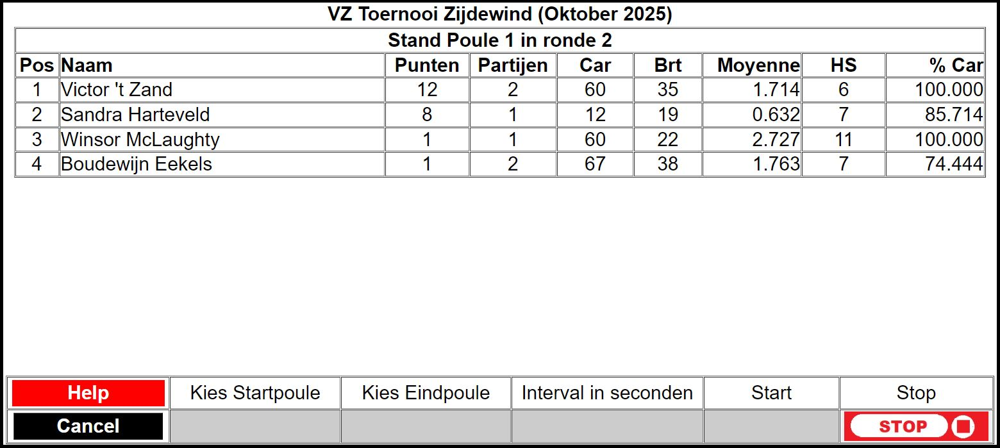 VZ Toernooi Zijdewind (Oktober 2025)
Stand Poule 1 in ronde 2
Pos Naam Punten Partijen Car Brt Moyenne HS % Car
1 Victor 't Zand 12 2 60 35 1.714 6 100.000
2 Sandra Harteveld 8 1 12 19 0.632 7 85.714
3 Winsor McLaughty 1 1 60 22 2.727 11 100.000
4 Boudewijn Eekels 1 2 67 38 1.763 7 74.444
Help Kies Startpoule Kies Eindpoule Interval in seconden Start Stop
Cancel STOP